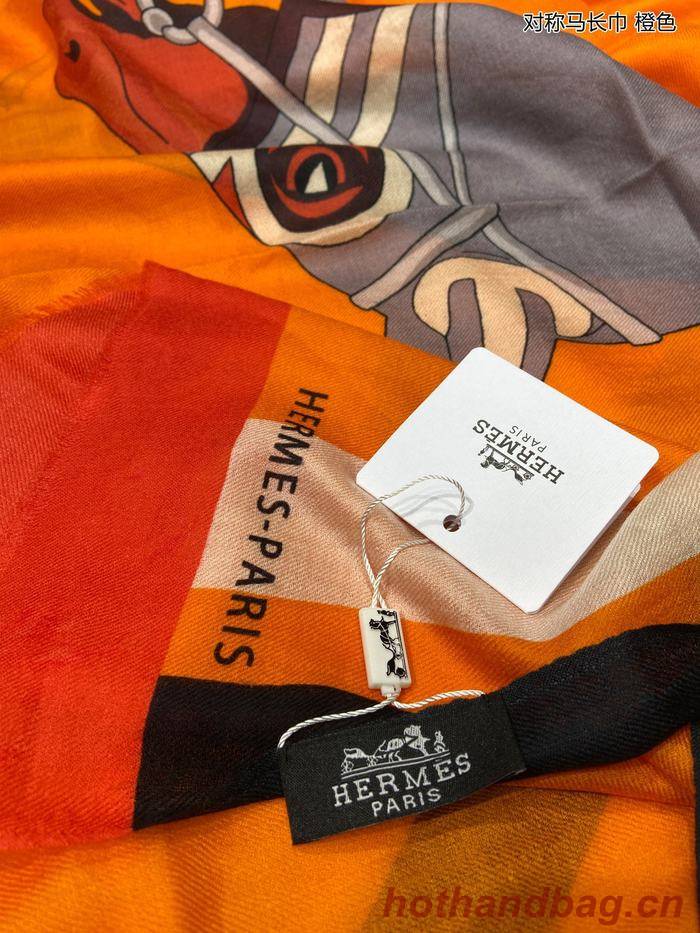 对称马长巾 橙色
HERMES-PARIS
HERMES
PARIS
HERMES
PARIS
hothandbag.cn